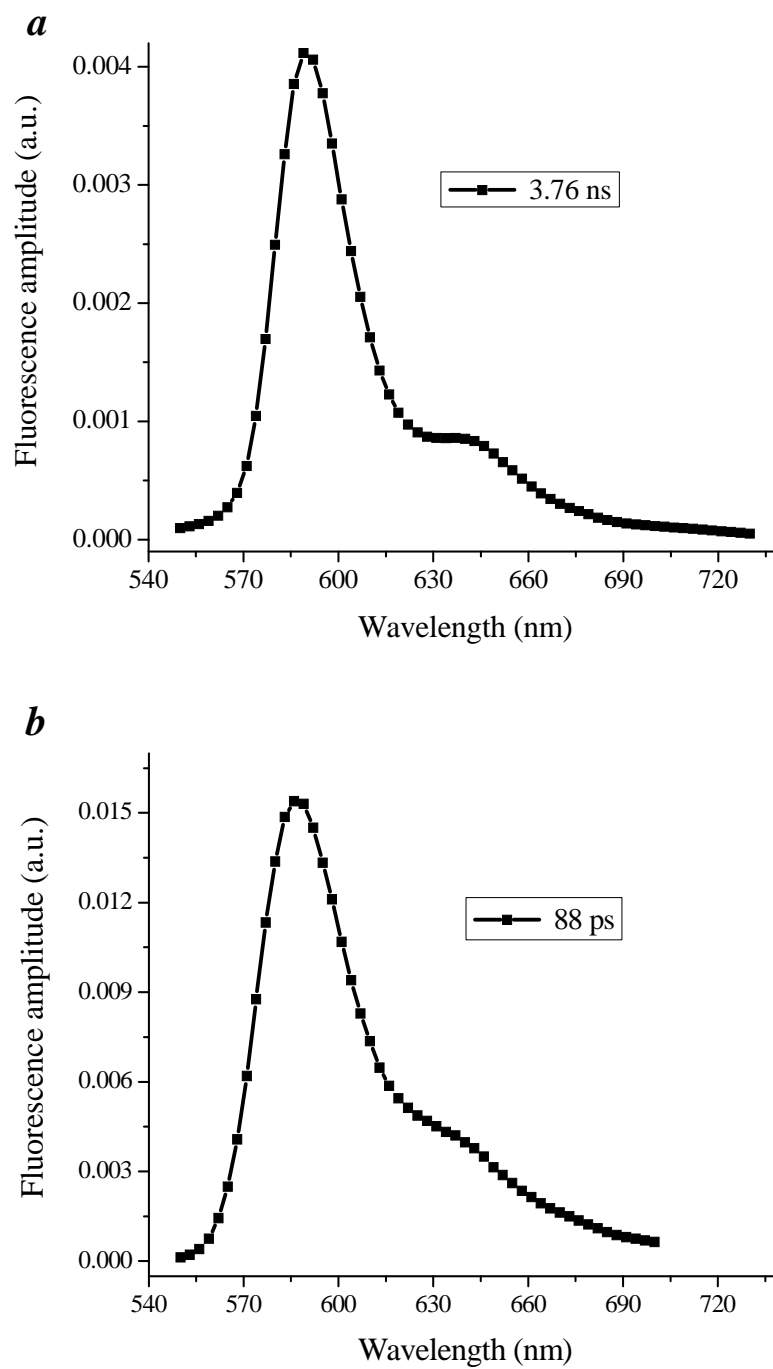 a
0.004
0.003
0.002
0.001
0.000
Fluorescence amplitude (a.u.)
3.76 ns
540 570 600 630 660 690 720
Wavelength (nm)
b
0.015
0.012
0.009
0.006
0.003
0.000
Fluorescence amplitude (a.u.)
88 ps
540 570 600 630 660 690 720
Wavelength (nm)